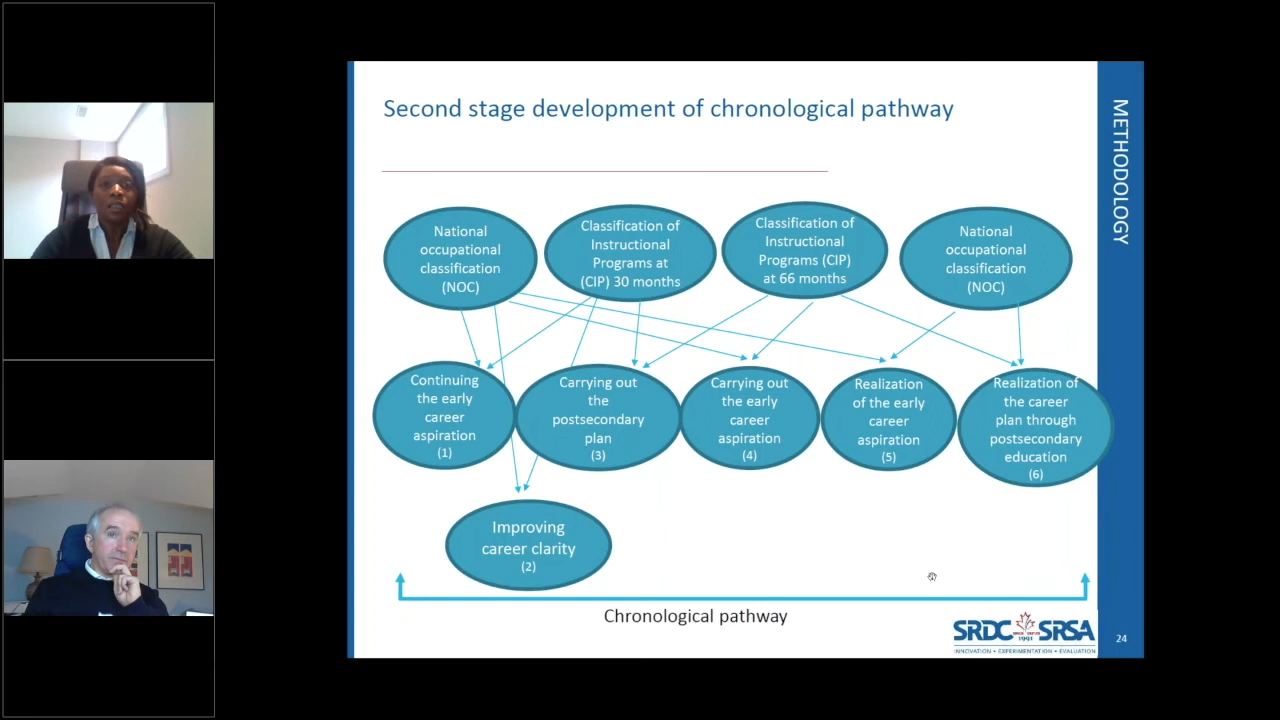 Second stage development of chronological pathway
METHODOLOGY
National
occupational
classification
(NOC)
Classification of
Instructional
Programs at
(CIP) 30 months
Classification of
Instructional
Programs (CIP)
at 66 months
National
occupational
classification
(NOC)
Continuing
the early
career
aspiration
(1)
Carrying out
the
postsecondary
plan
(3)
Carrying out
the early
career
aspiration
(4)
Realization
of the early
career
aspiration
(5)
Realization of
the career
plan through
postsecondary
education
(6)
Improving
career clarity
(2)
Chronological pathway
SRDC SRSA
1991
INNOVATION • EXPERIMENTATION • EVALUATION
24